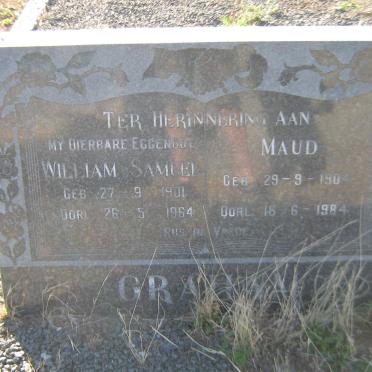 TER HERINNERING AAN
MY DIERBARE EGGENOOT
WILLIAM SAMUEL
GEB 27-9-1901
OORL 26-5-1964
MAUD
GEB 29-9-1904
OORL 16-6-1984
RUS IN VREDE